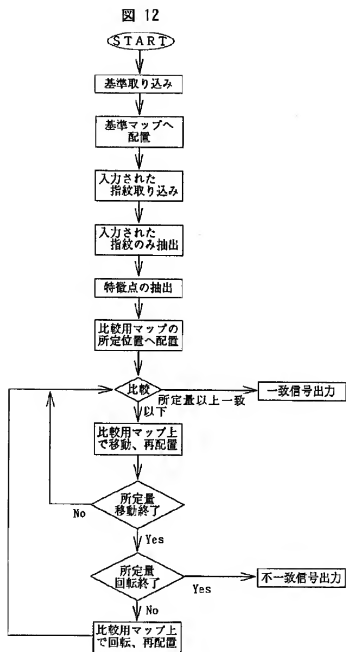 図 12
START
基準取り込み
基準マップへ
配置
入力された
指紋取り込み
入力された
指紋のみ抽出
特徴点の抽出
比較用マップの
所定位置へ配置
比較
所定量以上一致
一致信号出力
以下
比較用マップ上
で移動、再配置
所定量
移動終了
No
Yes
所定量
回転終了
Yes
不一致信号出力
No
比較用マップ上
で回転、再配置